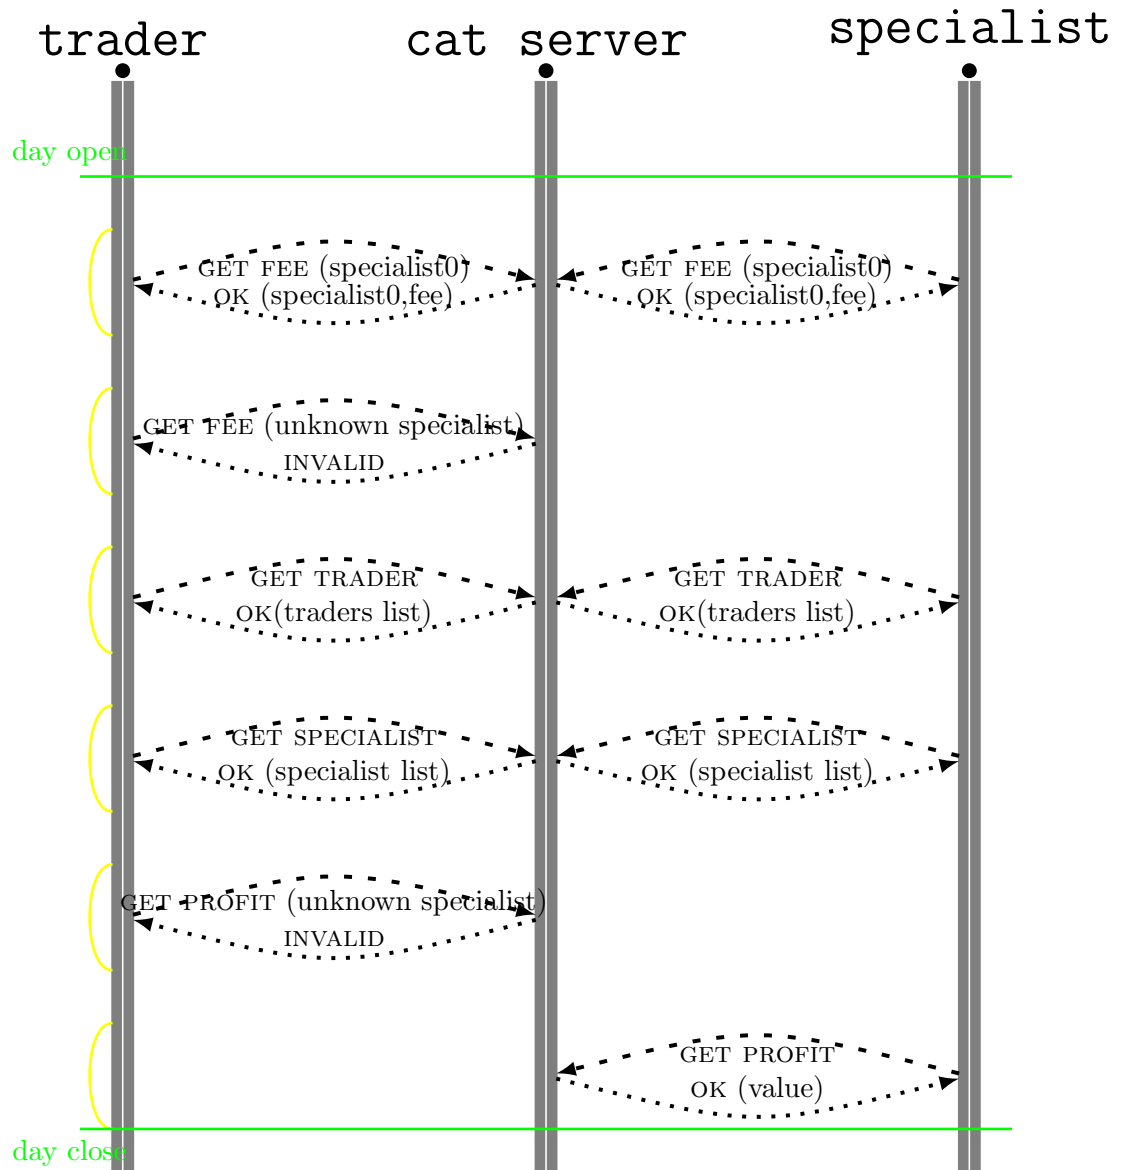 trader
cat server
specialist
day open
GET FEE (specialist0)
OK (specialist0,fee)
GET FEE (specialist0)
OK (specialist0,fee)
GET FEE (unknown specialist)
INVALID
GET TRADER
OK(traders list)
GET TRADER
OK(traders list)
GET SPECIALIST
OK (specialist list)
GET SPECIALIST
OK (specialist list)
GET PROFIT (unknown specialist)
INVALID
GET PROFIT
OK (value)
day close